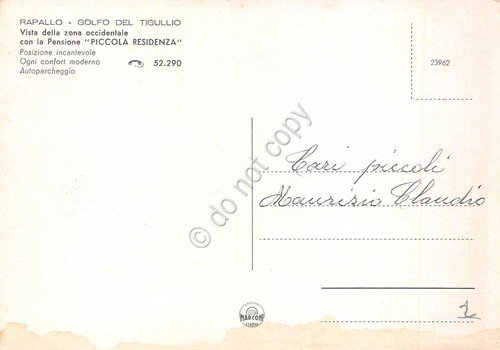 RAPALLO - GOLFO DEL TIGULLIO
Vista della zona occidentale
con la Pensione "PICCOLA RESIDENZA"
Posizione incantevole
Ogni confort moderno 52.290
Autoparcheggio
23962
do not copy
Cari piccoli
Maurizio Claudio
MARCONI
GENOVA